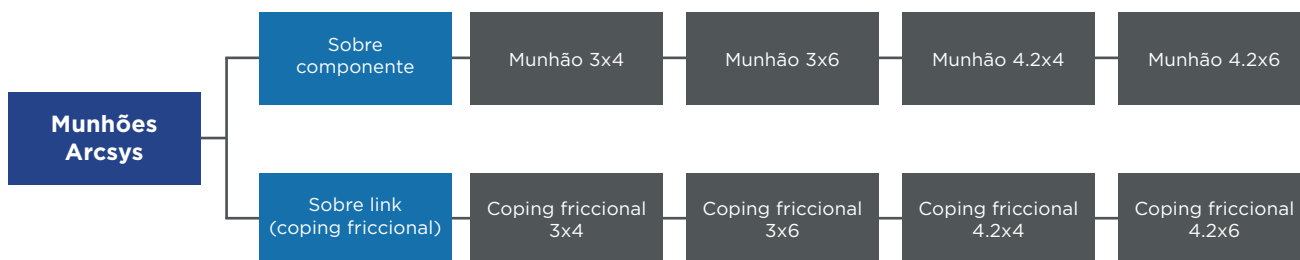 Munhões
Arcsys
Sobre
componente
Munhão 3x4
Munhão 3x6
Munhão 4.2x4
Munhão 4.2x6
Sobre link
(coping friccional)
Coping friccional
3x4
Coping friccional
3x6
Coping friccional
4.2x4
Coping friccional
4.2x6